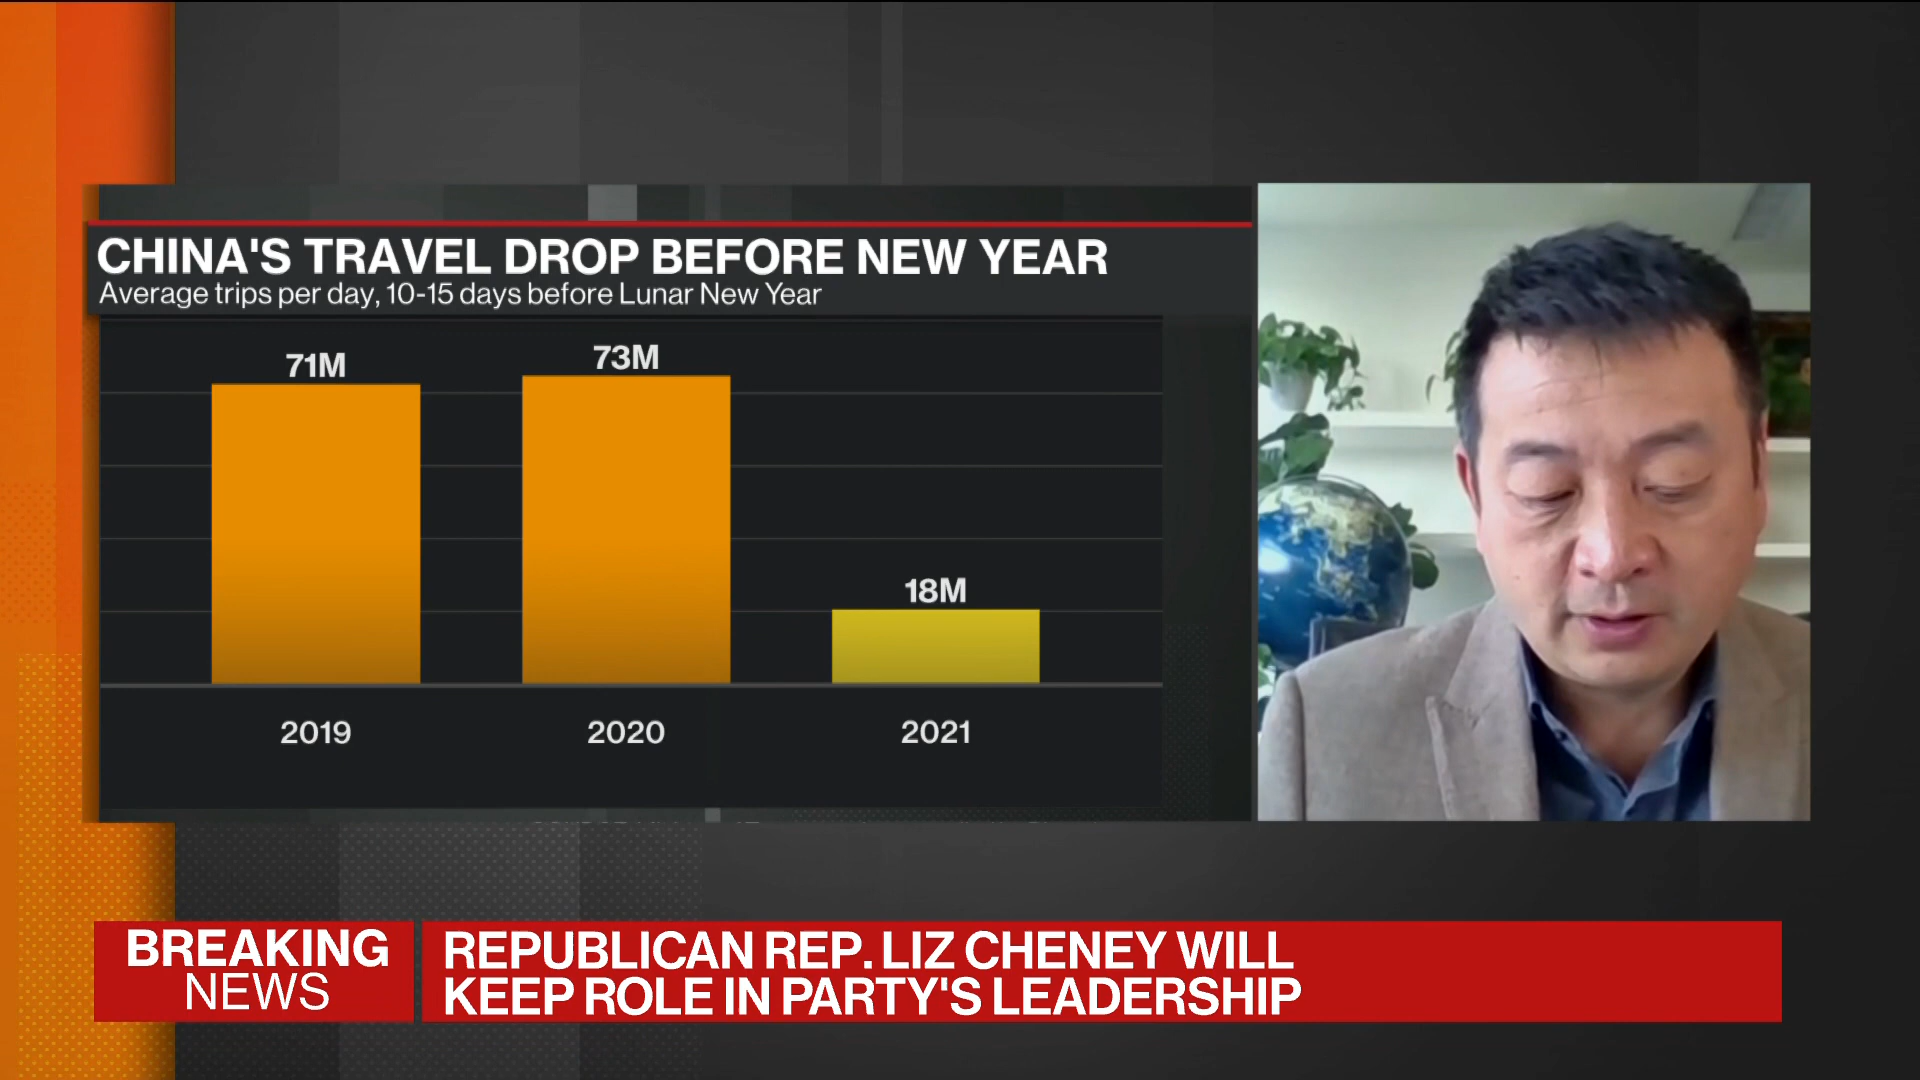 CHINA'S TRAVEL DROP BEFORE NEW YEAR
Average trips per day, 10-15 days before Lunar New Year
71M
73M
18M
2019
2020
2021
BREAKING
NEWS
REPUBLICAN REP. LIZ CHENEY WILL
KEEP ROLE IN PARTY'S LEADERSHIP